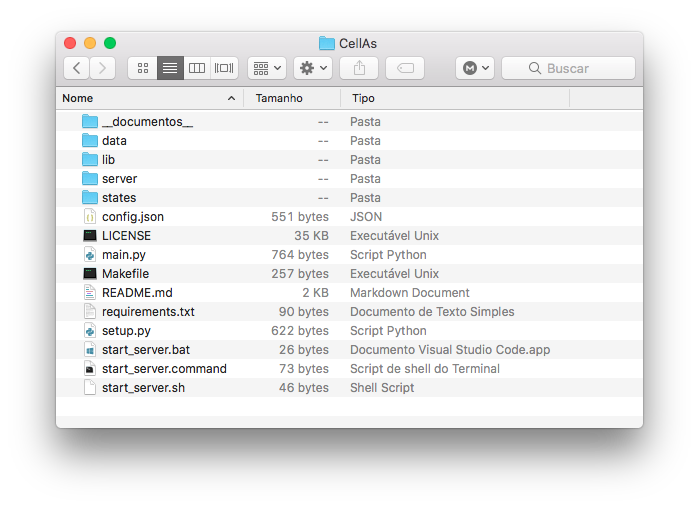 CellAs
Buscar
Nome Tamanho Tipo
__documentos__ -- Pasta
data -- Pasta
lib -- Pasta
server -- Pasta
states -- Pasta
config.json 551 bytes JSON
LICENSE 35 KB Executável Unix
main.py 764 bytes Script Python
Makefile 257 bytes Executável Unix
README.md 2 KB Markdown Document
requirements.txt 90 bytes Documento de Texto Simples
setup.py 622 bytes Script Python
start_server.bat 26 bytes Documento Visual Studio Code.app
start_server.command 73 bytes Script de shell do Terminal
start_server.sh 46 bytes Shell Script